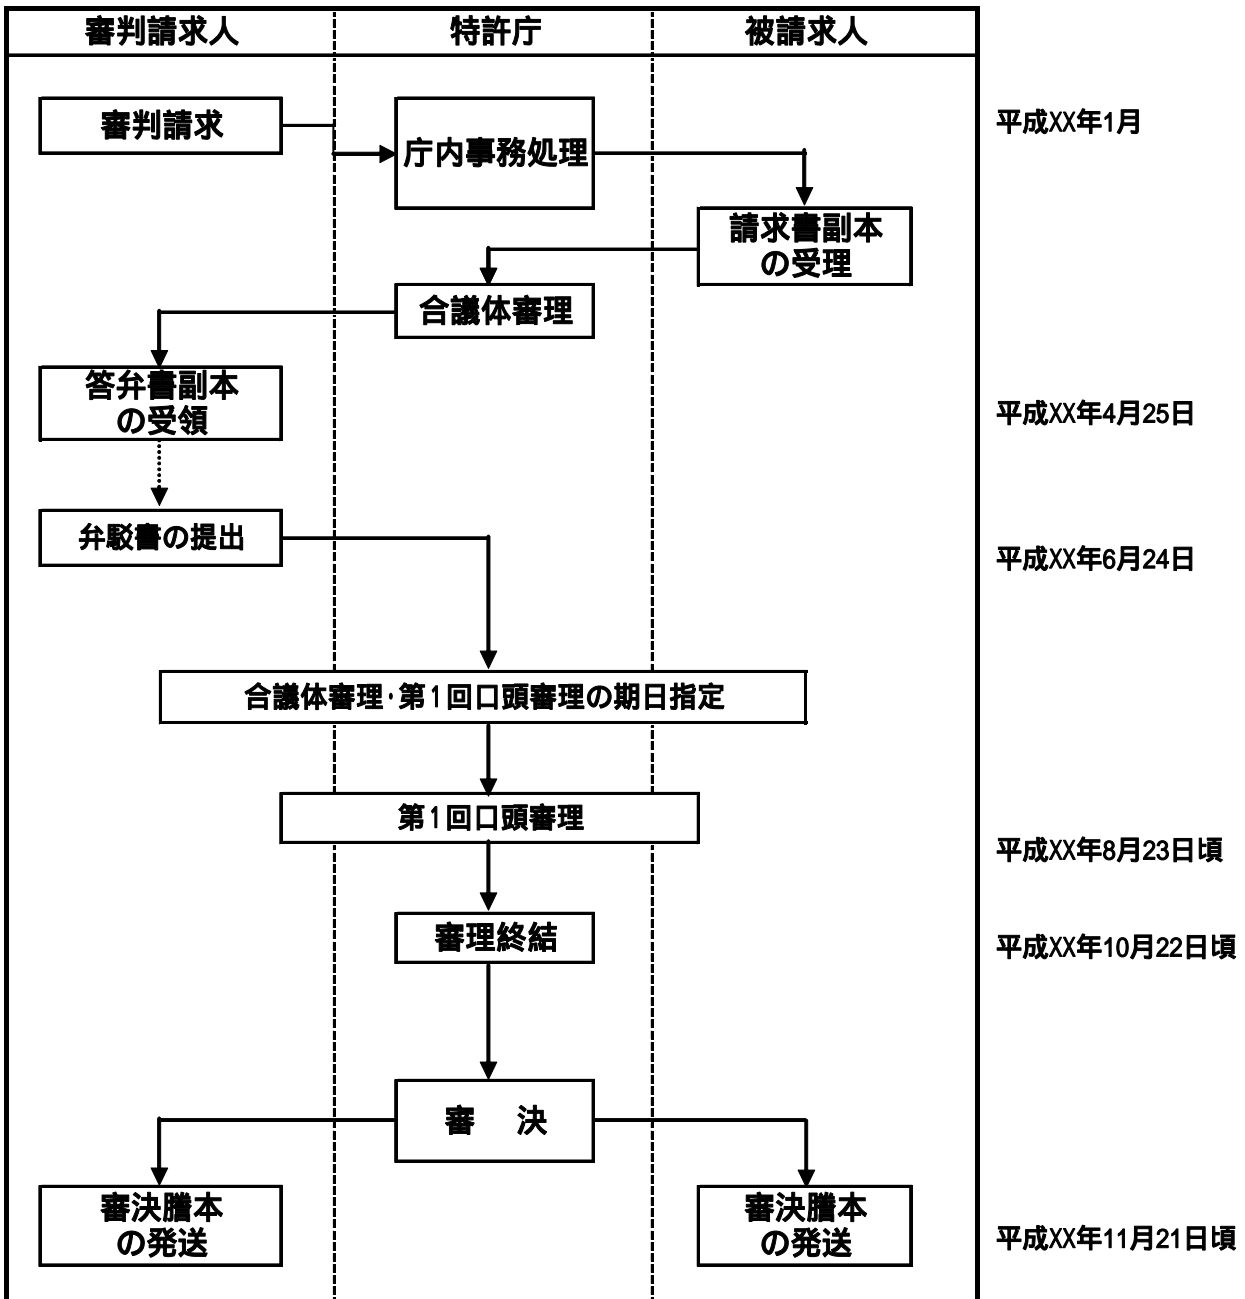 審判請求人
特許庁
被請求人
審判請求
庁内事務処理
平成XX年1月
請求書副本
の受理
合議体審理
答弁書副本
の受領
平成XX年4月25日
弁駁書の提出
平成XX年6月24日
合議体審理・第1回口頭審理の期日指定
第1回口頭審理
平成XX年8月23日頃
審理終結
平成XX年10月22日頃
審　決
審決謄本
の発送
審決謄本
の発送
平成XX年11月21日頃